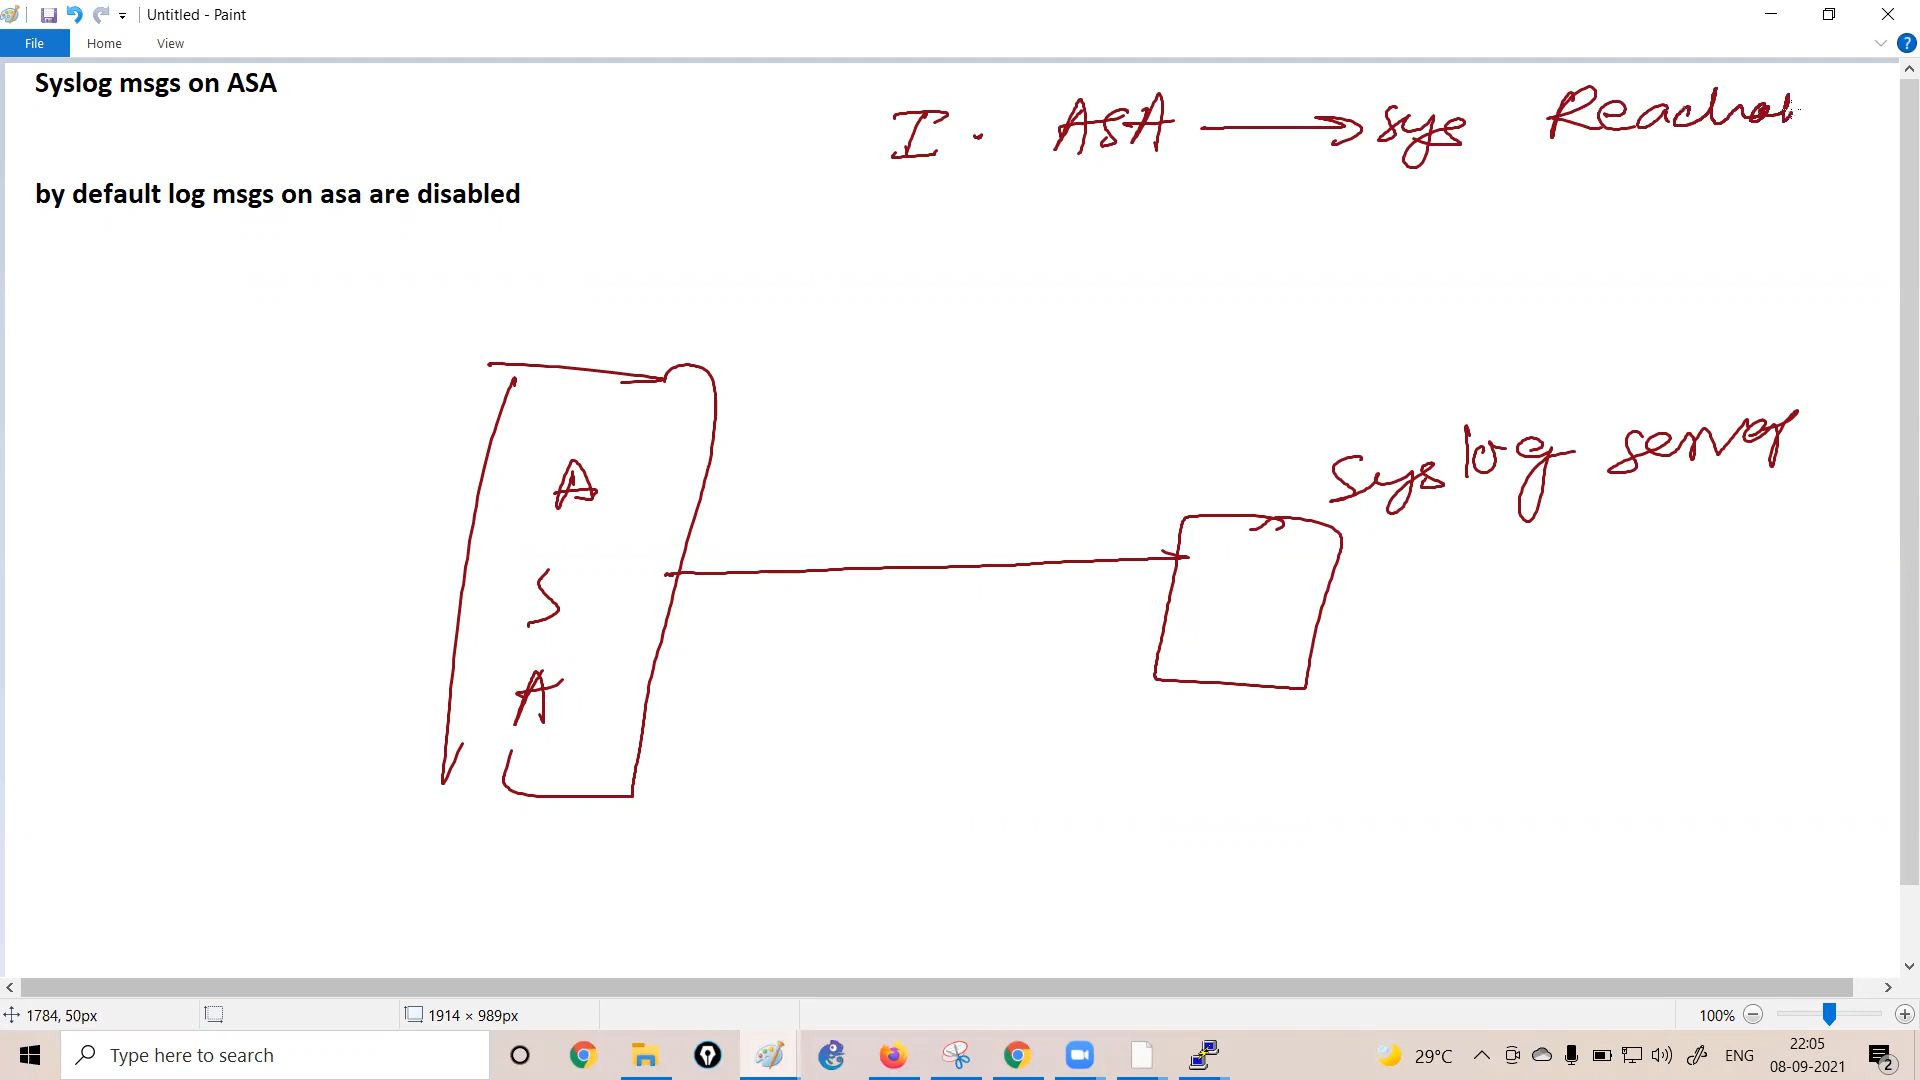 Untitled - Paint
File Home View
Syslog msgs on ASA
I. ASA → sys
by default log msgs on asa are disabled
syslog server
A
S
A
1784, 50px 1914 × 989px 100%
Type here to search 29°C ENG 22:05
08-09-2021 2